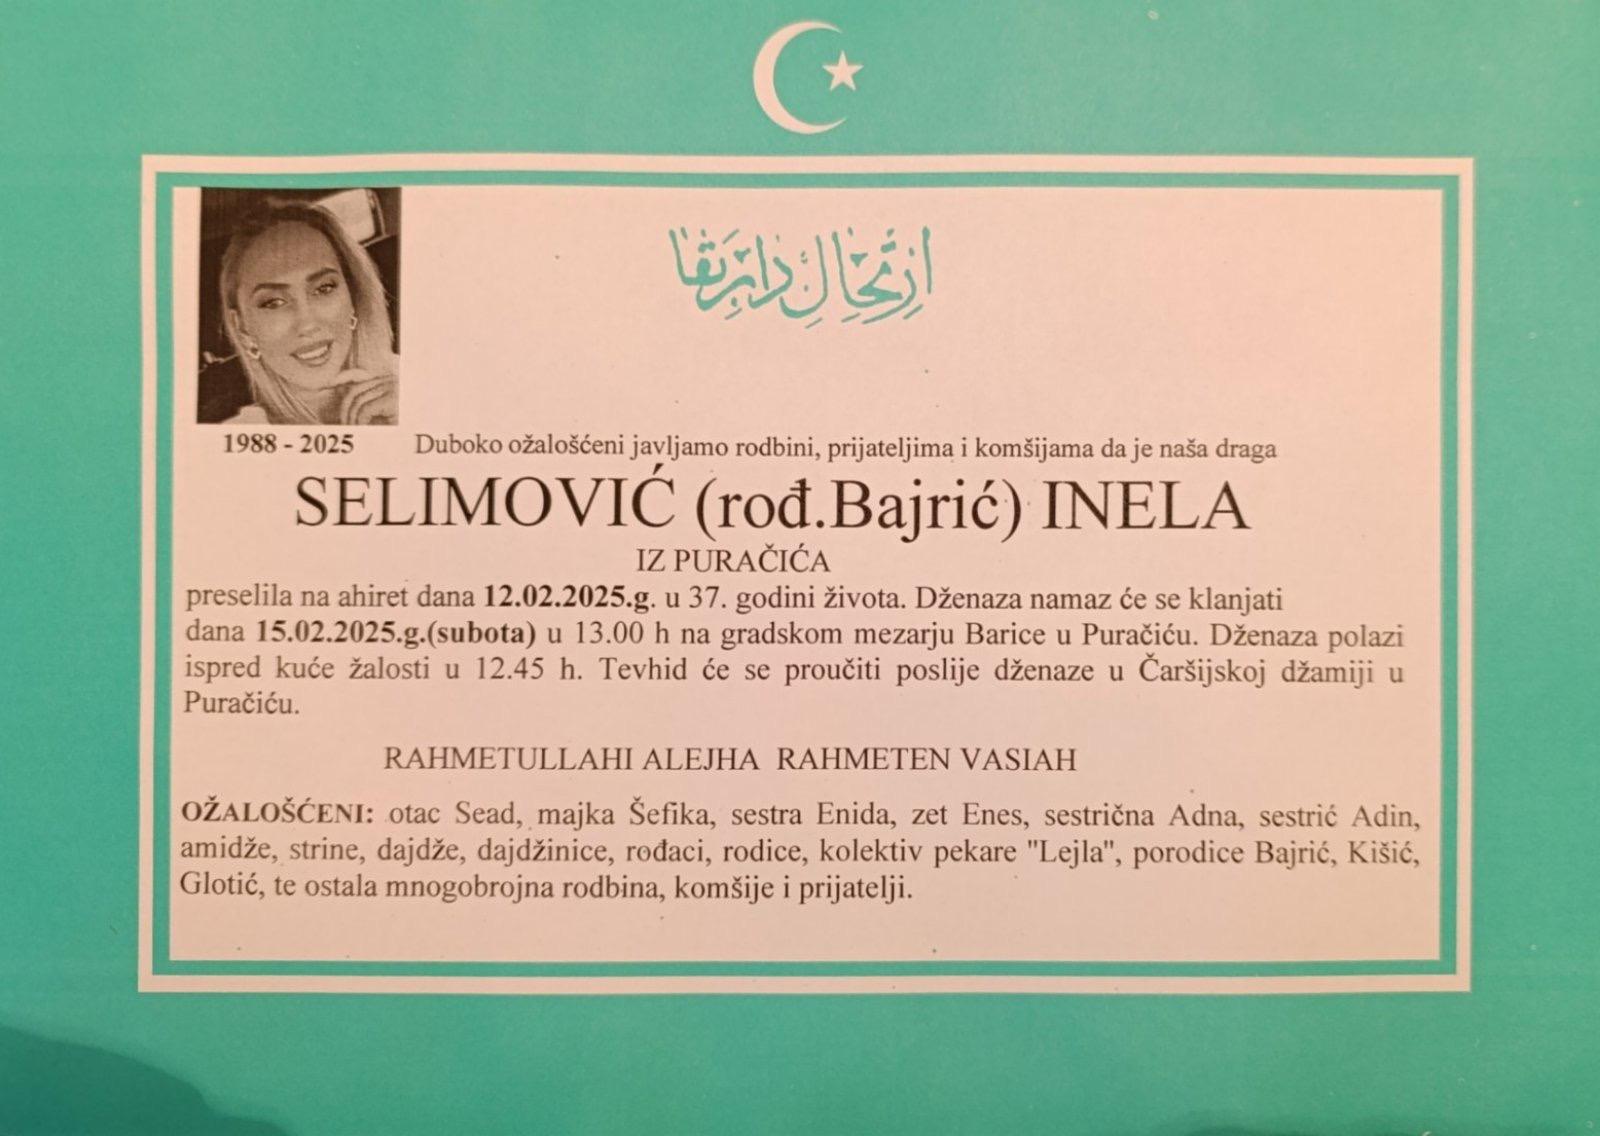 ارتحال دار بقا
1988 - 2025
Duboko ožalošćeni javljamo rodbini, prijateljima i komšijama da je naša draga
SELIMOVIĆ (rođ.Bajrić) INELA
IZ PURAČIĆA
preselila na ahiret dana 12.02.2025.g. u 37. godini života. Dženaza namaz će se klanjati
dana 15.02.2025.g.(subota) u 13.00 h na gradskom mezarju Barice u Puračiću. Dženaza polazi
ispred kuće žalosti u 12.45 h. Tevhid će se proučiti poslije dženaze u Čaršijskoj džamiji u
Puračiću.
RAHMETULLAHI ALEJHA RAHMETEN VASIAH
OŽALOŠĆENI: otac Sead, majka Šefika, sestra Enida, zet Enes, sestrična Adna, sestrić Adin,
amidže, strine, dajdže, dajdžinice, rođaci, rodice, kolektiv pekare "Lejla", porodice Bajrić, Kišić,
Glotić, te ostala mnogobrojna rodbina, komšije i prijatelji.